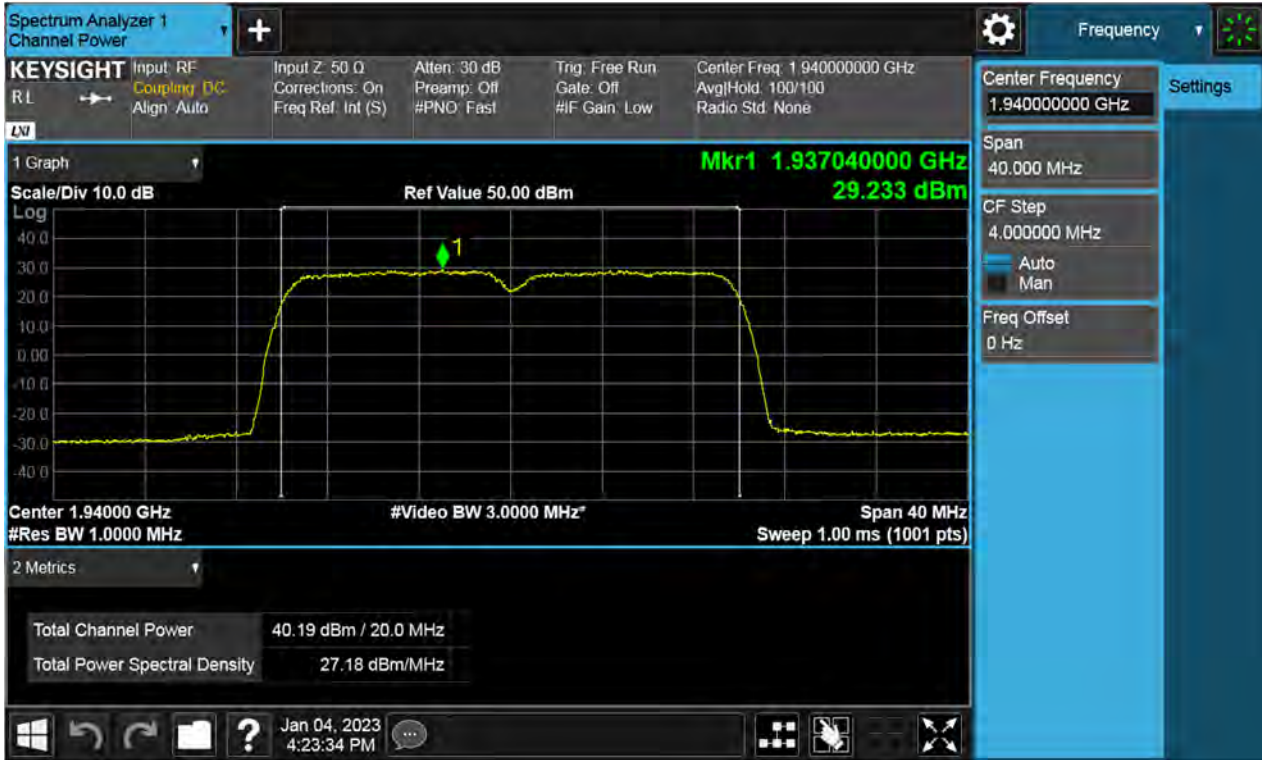 Spectrum Analyzer 1
Channel Power
+
Frequency
KEYSIGHT
Input: RF
Coupling: DC
Align: Auto
Input Z: 50 Ω
Corrections: On
Freq Ref: Int (S)
Atten: 30 dB
Preamp: Off
#PNO: Fast
Trig: Free Run
Gate: Off
#IF Gain: Low
Center Freq: 1.940000000 GHz
Avg|Hold: 100/100
Radio Std: None
R L
LXI
Center Frequency
1.940000000 GHz
Settings
Span
40.000 MHz
CF Step
4.000000 MHz
Auto
Man
Freq Offset
0 Hz
1 Graph
Mkr1 1.937040000 GHz
29.233 dBm
Scale/Div 10.0 dB
Ref Value 50.00 dBm
Log
40.0
30.0
20.0
10.0
0.00
-10.0
-20.0
-30.0
-40.0
1
Center 1.94000 GHz
#Video BW 3.0000 MHz*
Span 40 MHz
#Res BW 1.0000 MHz
Sweep 1.00 ms (1001 pts)
2 Metrics
Total Channel Power 40.19 dBm / 20.0 MHz
Total Power Spectral Density 27.18 dBm/MHz
?
Jan 04, 2023
4:23:34 PM